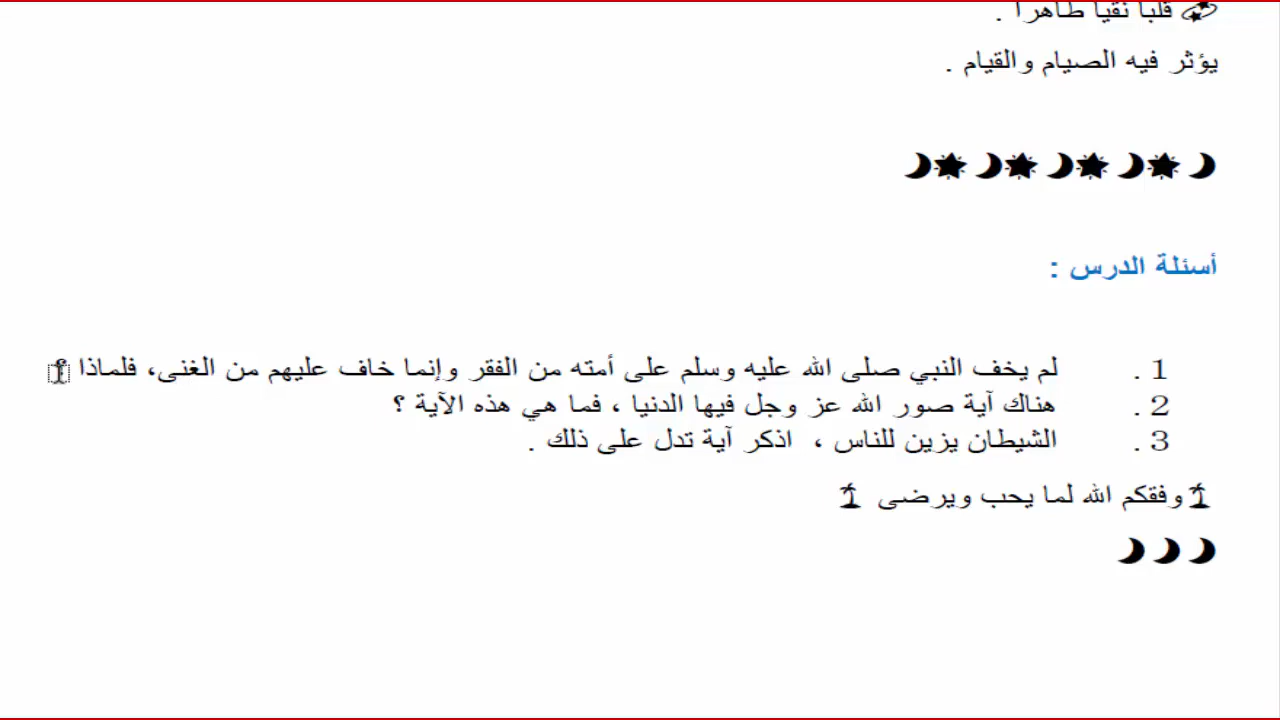 قلبا نقيا طاهرا .
يؤثر فيه الصيام والقيام .
أسئلة الدرس :
1. لم يخف النبي صلى الله عليه وسلم على أمته من الفقر وإنما خاف عليهم من الغنى، فلماذا ؟
2. هناك آية صور الله عز وجل فيها الدنيا ، فما هي هذه الآية ؟
3. الشيطان يزين للناس ، اذكر آية تدل على ذلك .
وفقكم الله لما يحب ويرضى